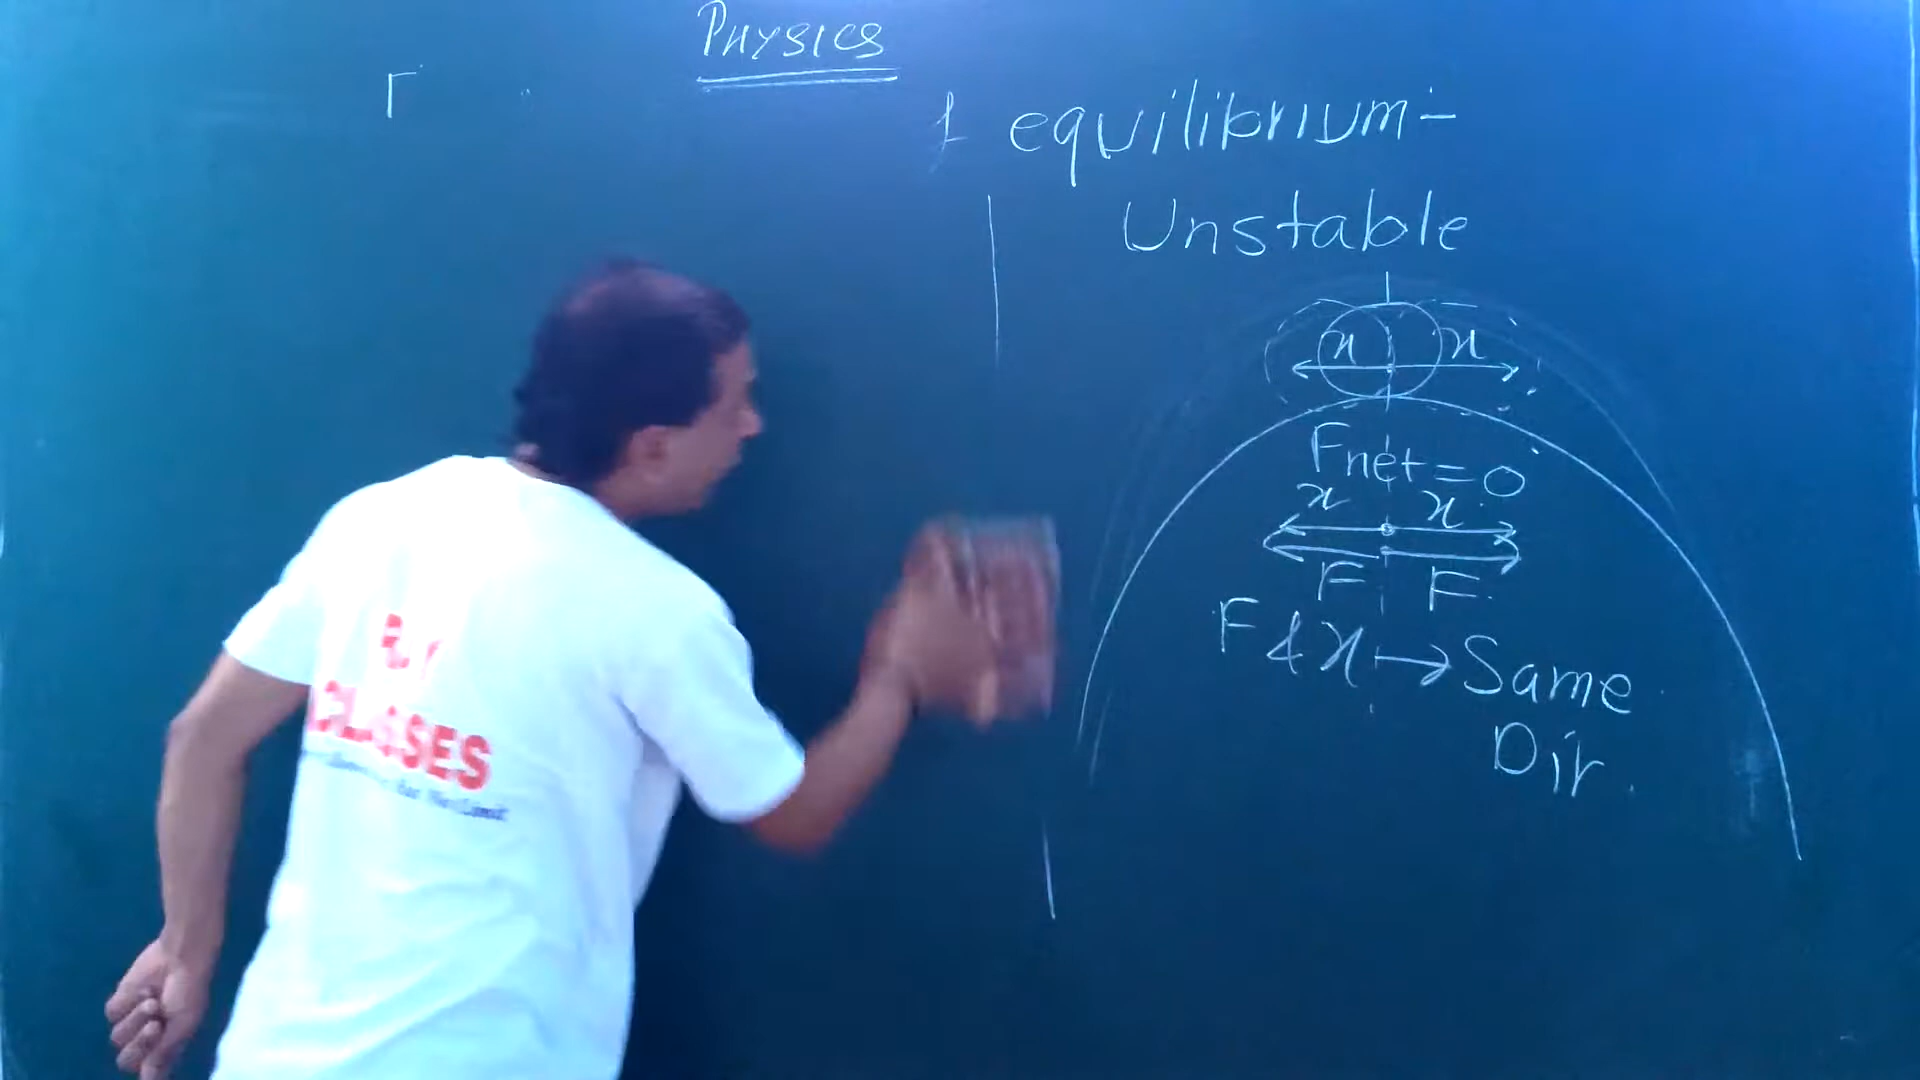 Physics
equilibrium:-
Unstable
x x
Fnet = 0
x x
F F
F & x → Same
Dir.
CLASSES